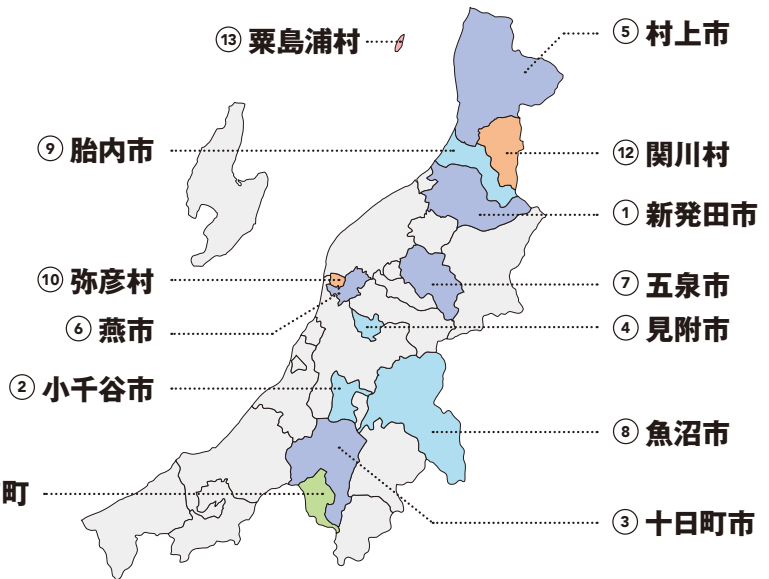 ⑬ 粟島浦村
⑤ 村上市
⑨ 胎内市
⑫ 関川村
① 新発田市
⑩ 弥彦村
⑦ 五泉市
⑥ 燕市
④ 見附市
② 小千谷市
⑧ 魚沼市
町
③ 十日町市